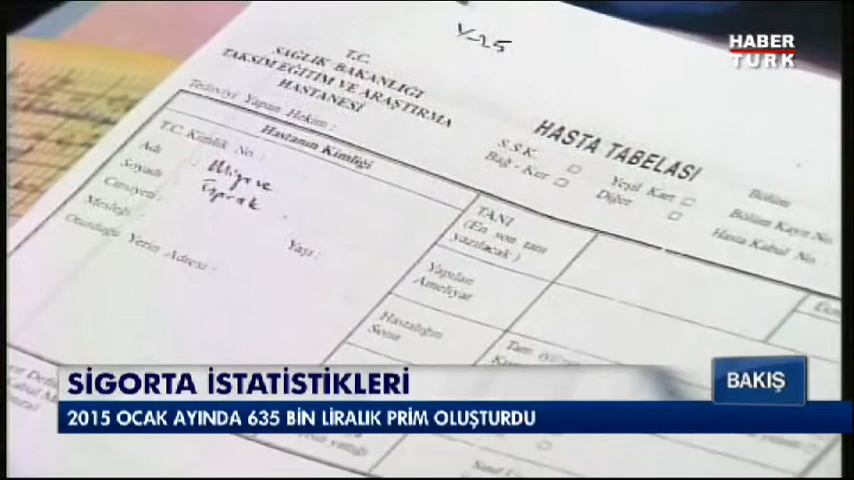 HABER
TÜRK
Y-25
T.C.
SAĞLIK BAKANLIĞI
TAKSİM EĞİTİM VE ARAŞTIRMA
HASTANESİ
Tedaviyi Yapan Hekim :
HASTA TABELASI
S.S.K.
Bağ - Kur
Yeşil Kart
Diğer
Bölüm
Bölüm Kayıt No.
Hasta Kabul No. :
Hastanın Kimliği
T.C. Kimlik No. :
Adı :
Soyadı :
Cinsiyeti :
Mesleği :
Yaşı :
Oturduğu Yerin Adresi :
TANI
(En son tanı
yazılacak)
Yapılan
Ameliyat
Hastalığın
Sonu
SİGORTA İSTATİSTİKLERİ
BAKIŞ
2015 OCAK AYINDA 635 BİN LİRALIK PRİM OLUŞTURDU